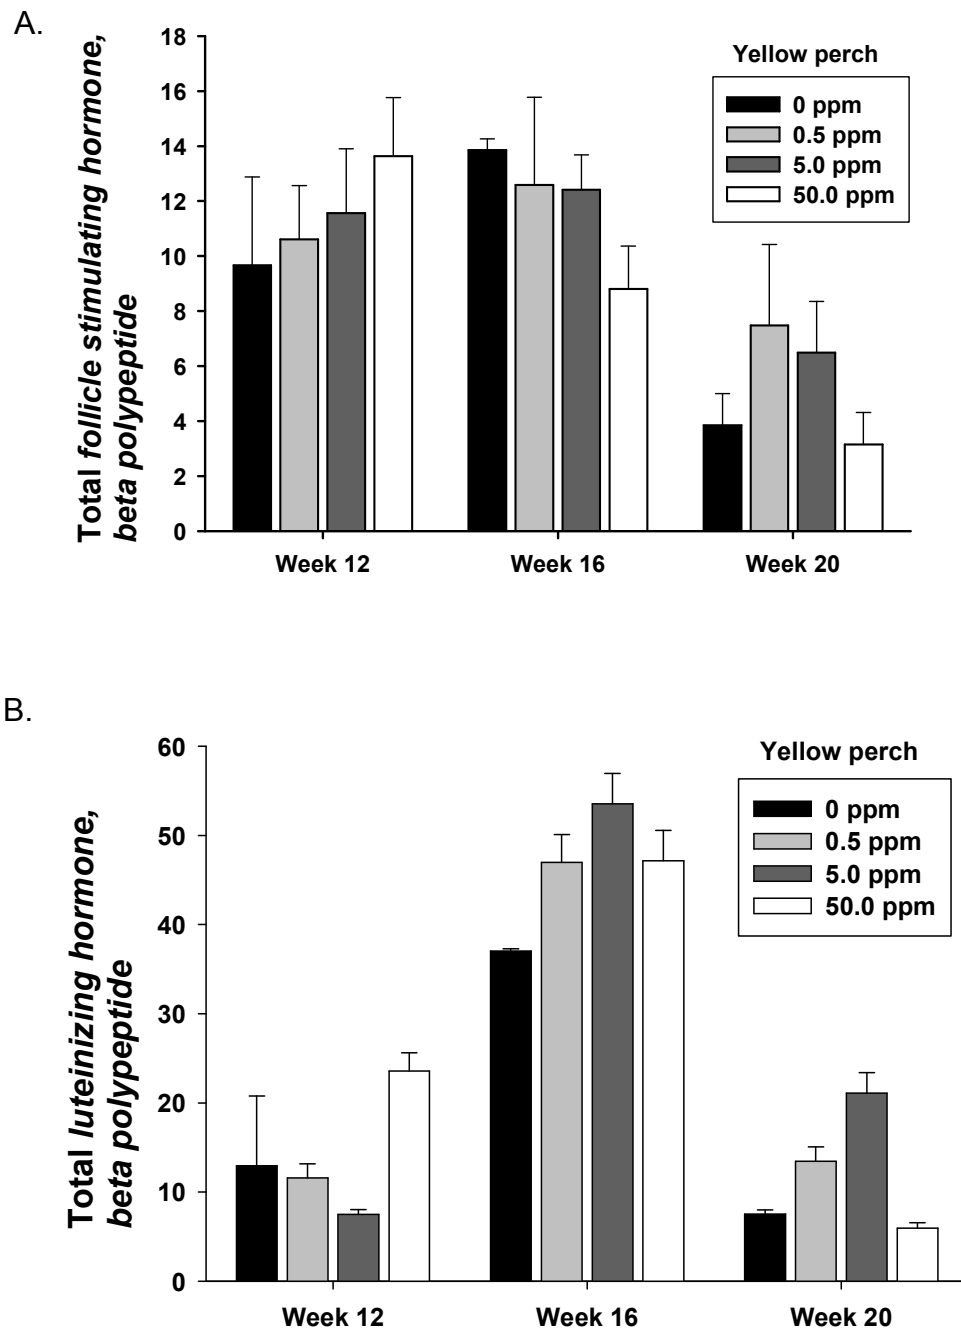 A.
Total follicle stimulating hormone,
beta polypeptide
18
16
14
12
10
8
6
4
2
0
Yellow perch
0 ppm
0.5 ppm
5.0 ppm
50.0 ppm
Week 12
Week 16
Week 20
B.
Total luteinizing hormone,
beta polypeptide
60
50
40
30
20
10
0
Yellow perch
0 ppm
0.5 ppm
5.0 ppm
50.0 ppm
Week 12
Week 16
Week 20